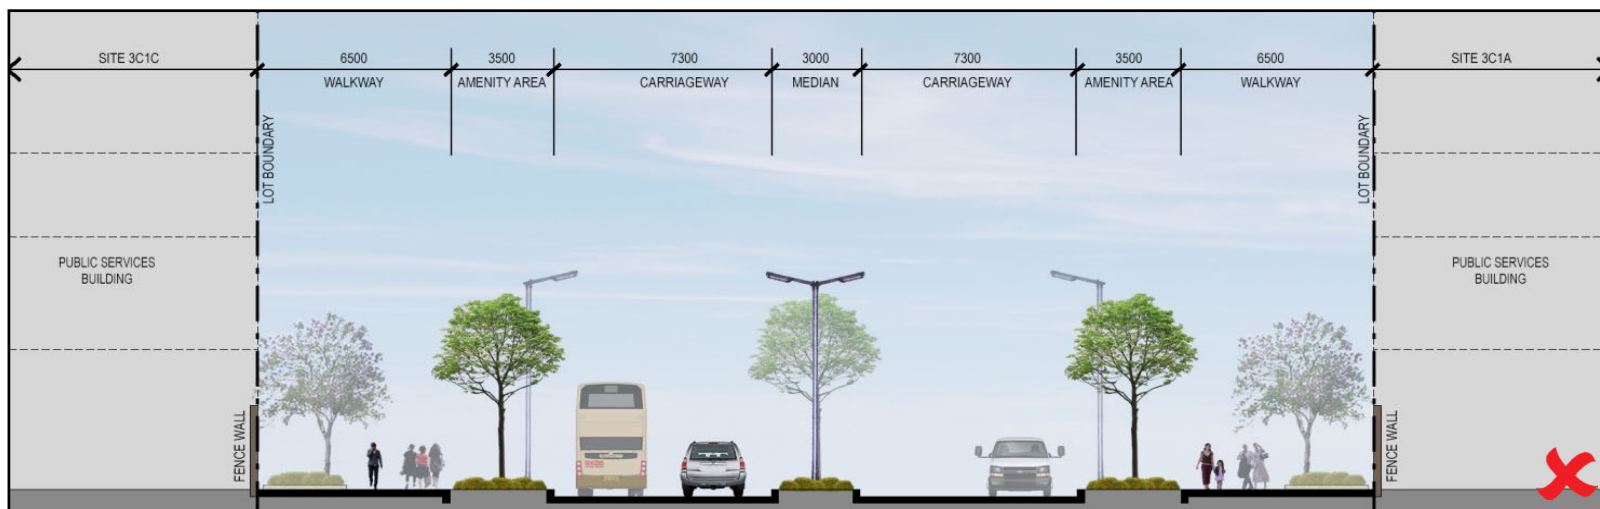 SITE 3C1C
6500
3500
7300
3000
7300
3500
6500
SITE 3C1A
WALKWAY
AMENITY AREA
CARRIAGEWAY
MEDIAN
CARRIAGEWAY
AMENITY AREA
WALKWAY
LOT BOUNDARY
LOT BOUNDARY
PUBLIC SERVICES
BUILDING
PUBLIC SERVICES
BUILDING
FENCE WALL
FENCE WALL